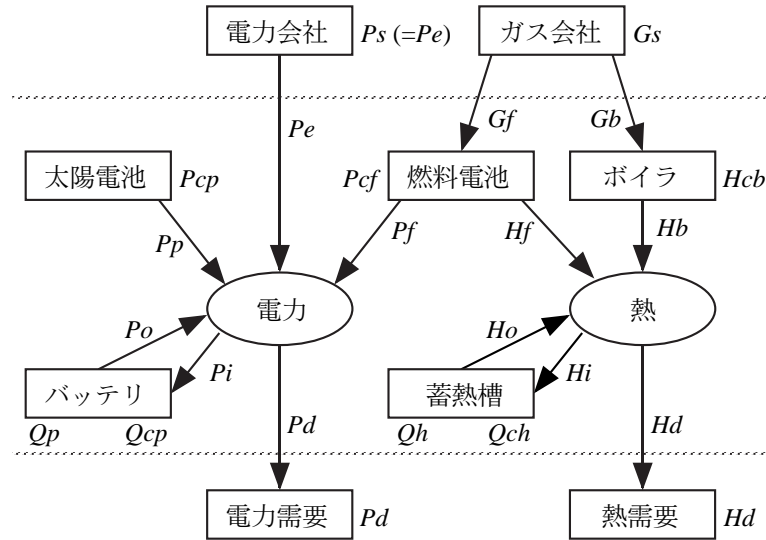 電力会社 Ps (=Pe) ガス会社 Gs
Pe Gf Gb
太陽電池 Pcp Pcf 燃料電池 ボイラ Hcb
Pp Pf Hf Hb
電力 熱
Po Pi Ho Hi
バッテリ 蓄熱槽
Qp Qcp Pd Qh Qch Hd
電力需要 Pd 熱需要 Hd